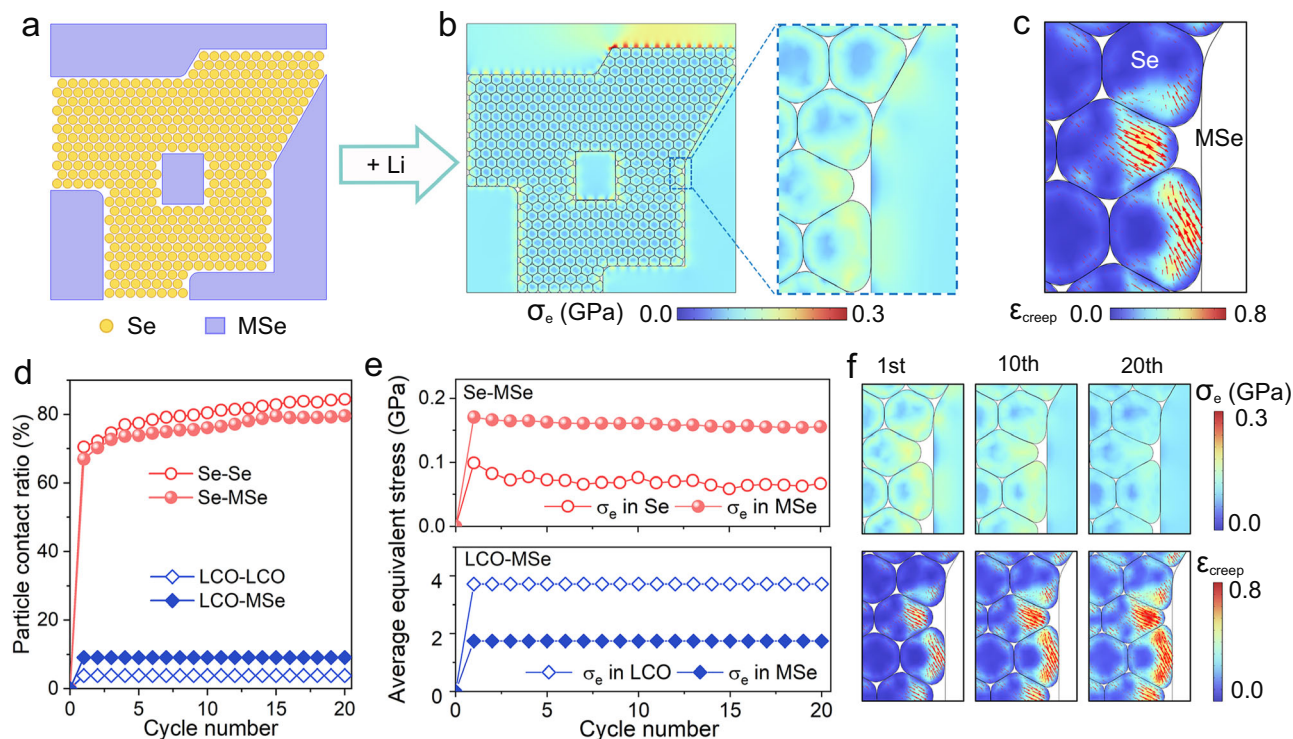 a
Se
MSe
+ Li
b
σe (GPa)
0.0
0.3
c
Se
MSe
εcreep
0.0
0.8
d
Particle contact ratio (%)
80
60
40
20
0
Se-Se
Se-MSe
LCO-LCO
LCO-MSe
0
5
10
15
20
Cycle number
e
Average equivalent stress (GPa)
Se-MSe
0.2
0.1
0.0
σe in Se
σe in MSe
LCO-MSe
4
2
0
σe in LCO
σe in MSe
0
5
10
15
20
Cycle number
f
1st
10th
20th
σe (GPa)
0.3
0.0
εcreep
0.8
0.0